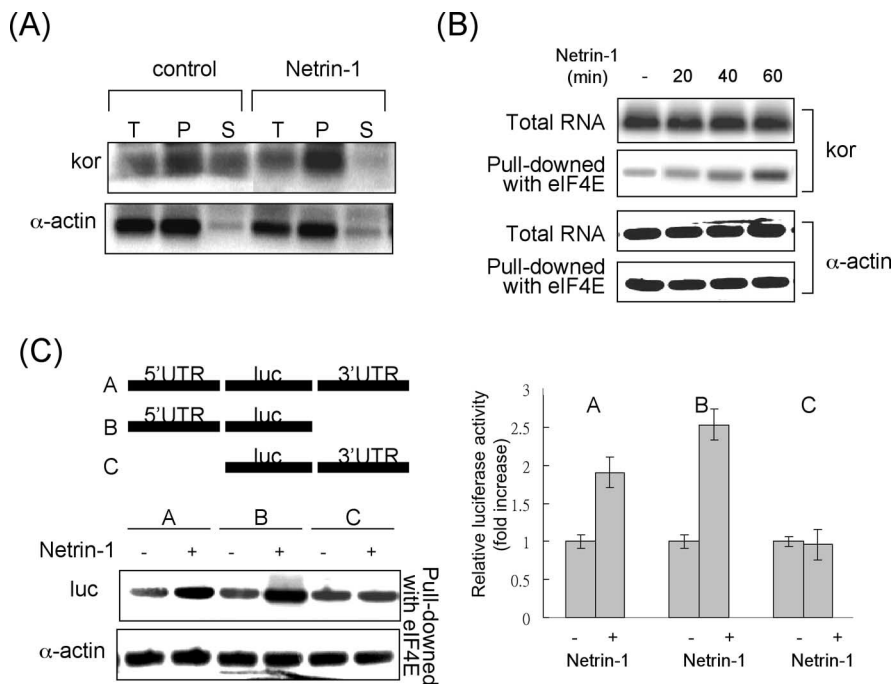 (A)
control Netrin-1
T P S T P S
kor
α-actin
(B)
Netrin-1
(min) - 20 40 60
Total RNA
Pull-downed
with eIF4E
kor
Total RNA
Pull-downed
with eIF4E
α-actin
(C)
A 5'UTR luc 3'UTR
B 5'UTR luc
C luc 3'UTR
A B C
Netrin-1 - + - + - +
luc
α-actin
Pull-downed
with eIF4E
Relative luciferase activity
(fold increase)
3
2.5
2
1.5
1
0.5
0
A B C
- + - + - +
Netrin-1 Netrin-1 Netrin-1